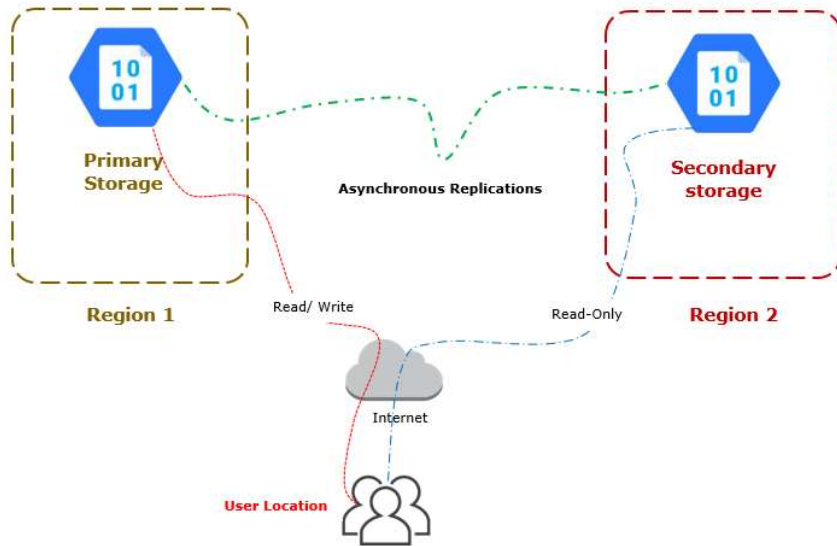 10
01
10
01
Primary
Storage
Secondary
storage
Asynchronous Replications
Region 1
Read/ Write
Read-Only
Region 2
Internet
User Location